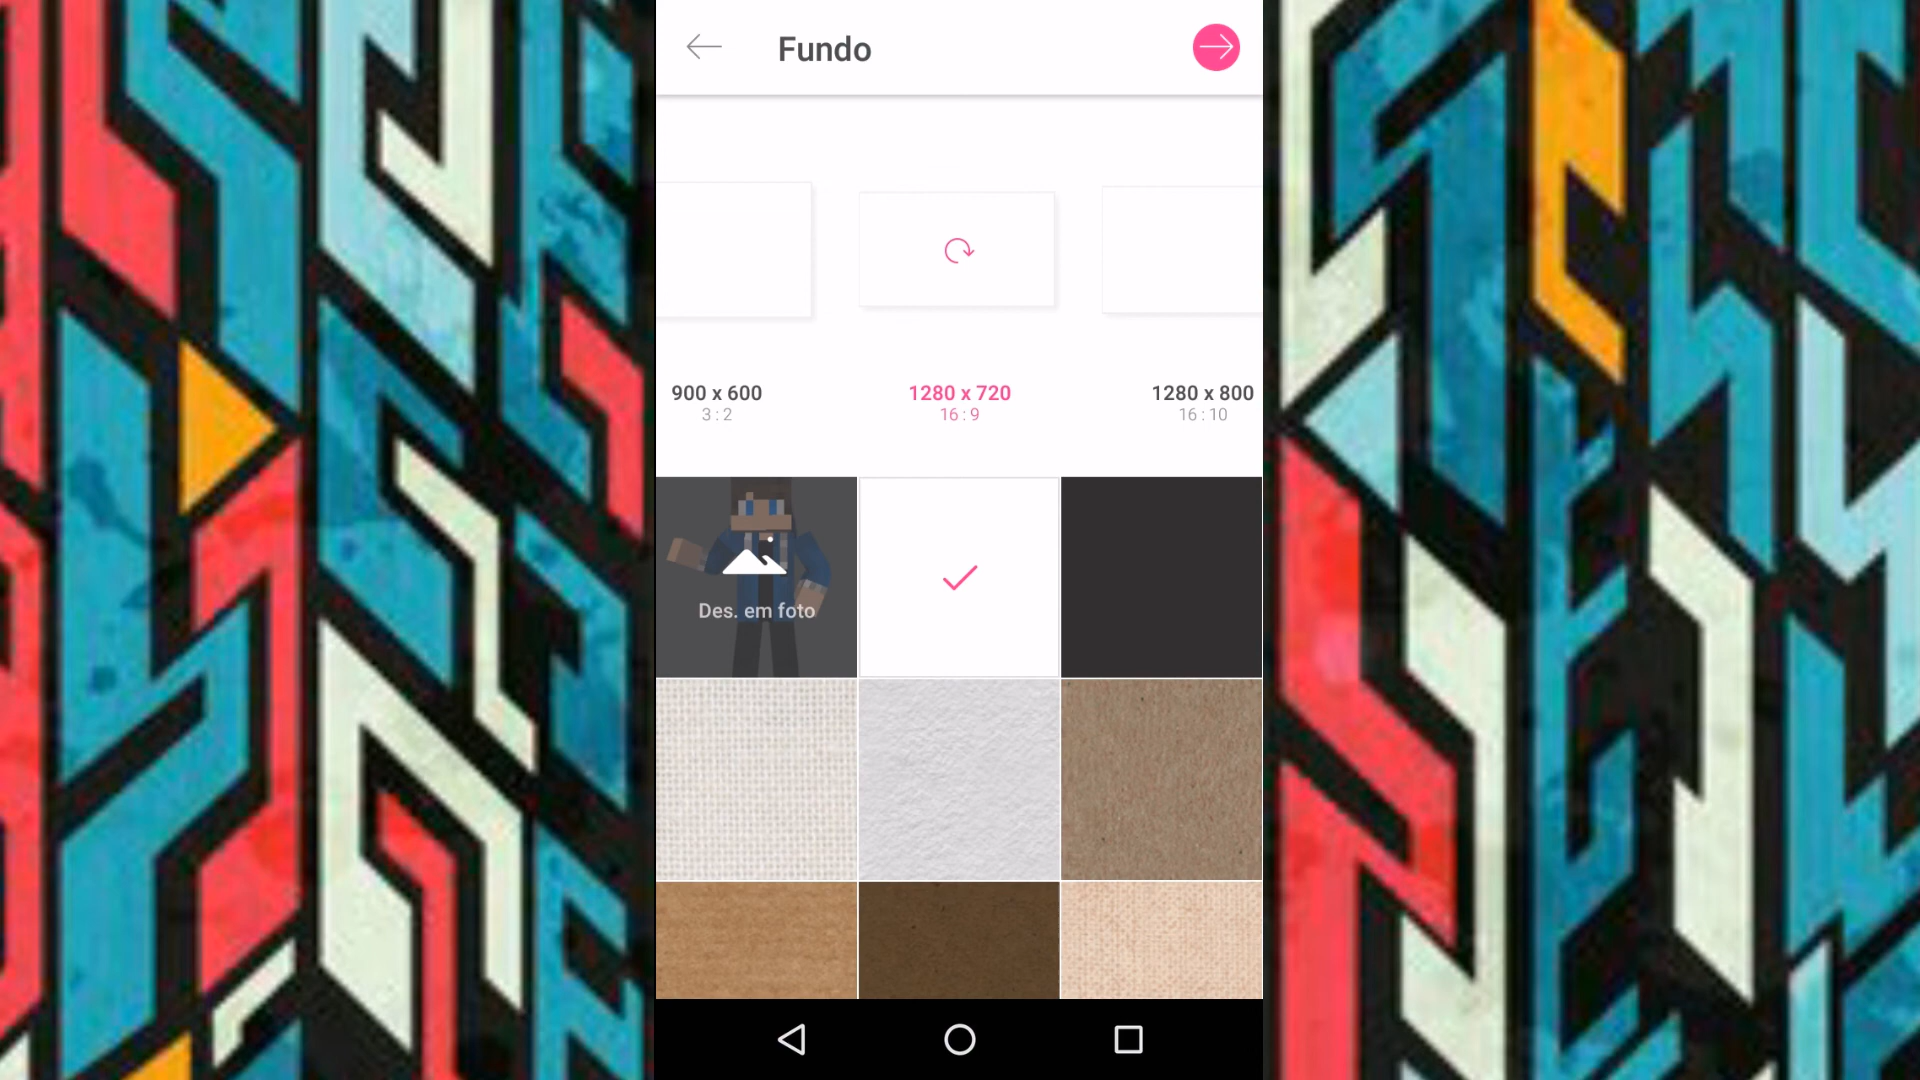 Fundo
900 x 600
3 : 2
1280 x 720
16 : 9
1280 x 800
16 : 10
Des. em foto